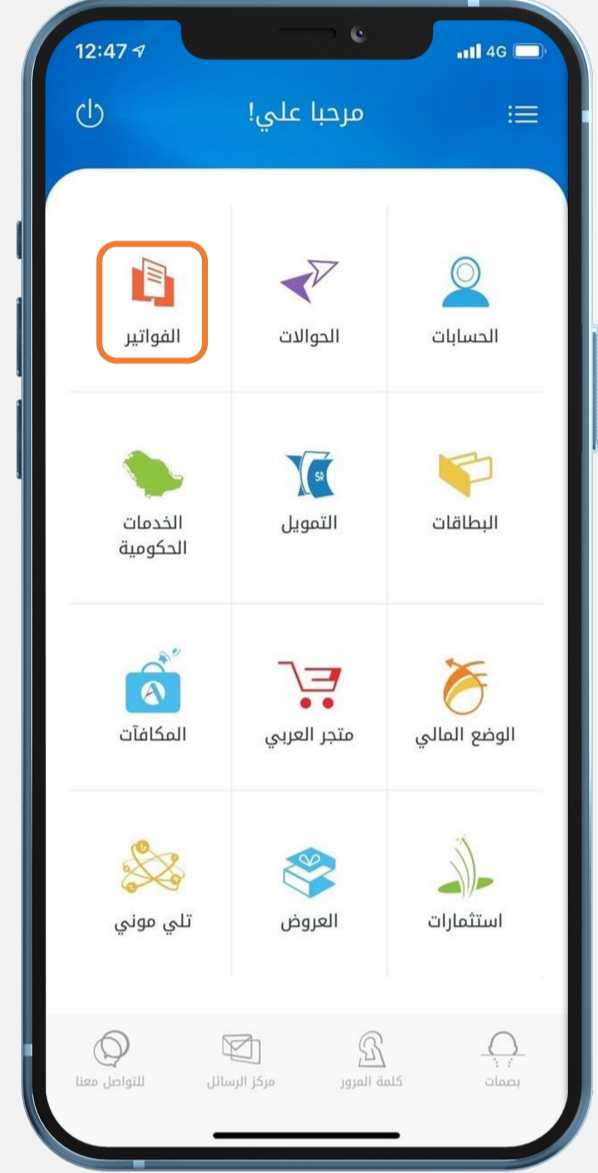 12:47
4G
مرحبا علي!
الحسابات
الحوالات
الفواتير
البطاقات
SR
التمويل
الخدمات
الحكومية
الوضع المالي
متجر العربي
المكافآت
استثمارات
العروض
تلي موني
بصمات
كلمة المرور
مركز الرسائل
للتواصل معنا